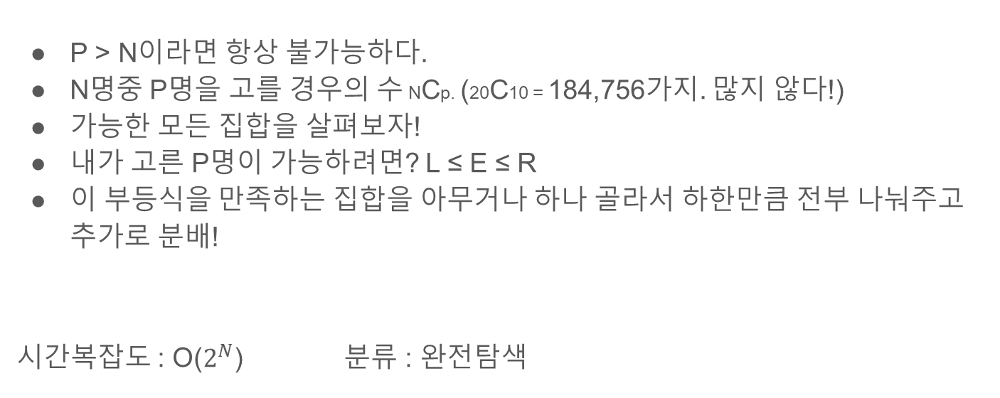 ● P > N이라면 항상 불가능하다.
● N명중 P명을 고를 경우의 수 NCp. (20C10 = 184,756가지. 많지 않다!)
● 가능한 모든 집합을 살펴보자!
● 내가 고른 P명이 가능하려면? L ≤ E ≤ R
● 이 부등식을 만족하는 집합을 아무거나 하나 골라서 하한만큼 전부 나눠주고
추가로 분배!
시간복잡도 : O(2^N) 분류 : 완전탐색